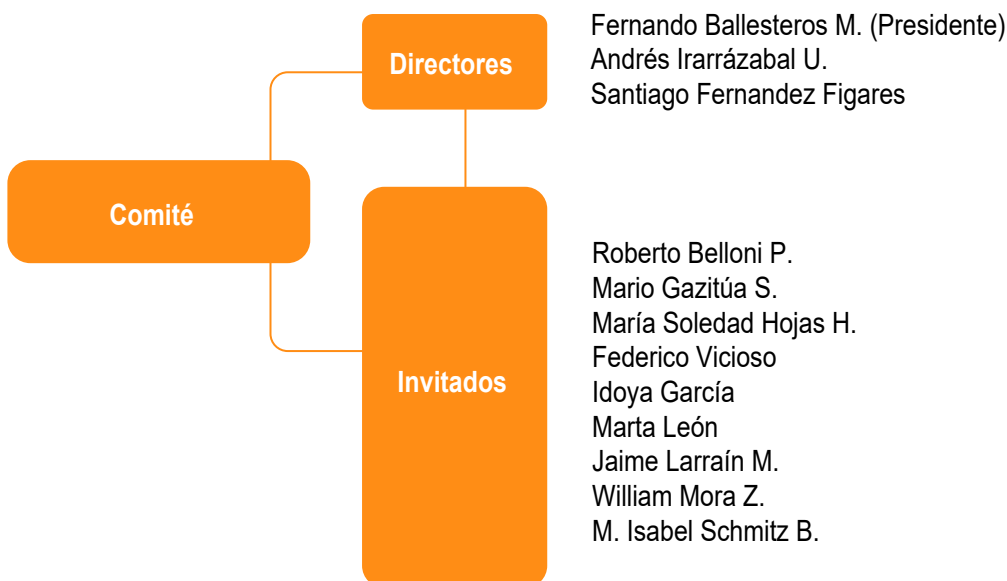 Comité
Directores
Fernando Ballesteros M. (Presidente)
Andrés Irarrázabal U.
Santiago Fernandez Figares
Invitados
Roberto Belloni P.
Mario Gazitúa S.
María Soledad Hojas H.
Federico Vicioso
Idoya García
Marta León
Jaime Larraín M.
William Mora Z.
M. Isabel Schmitz B.